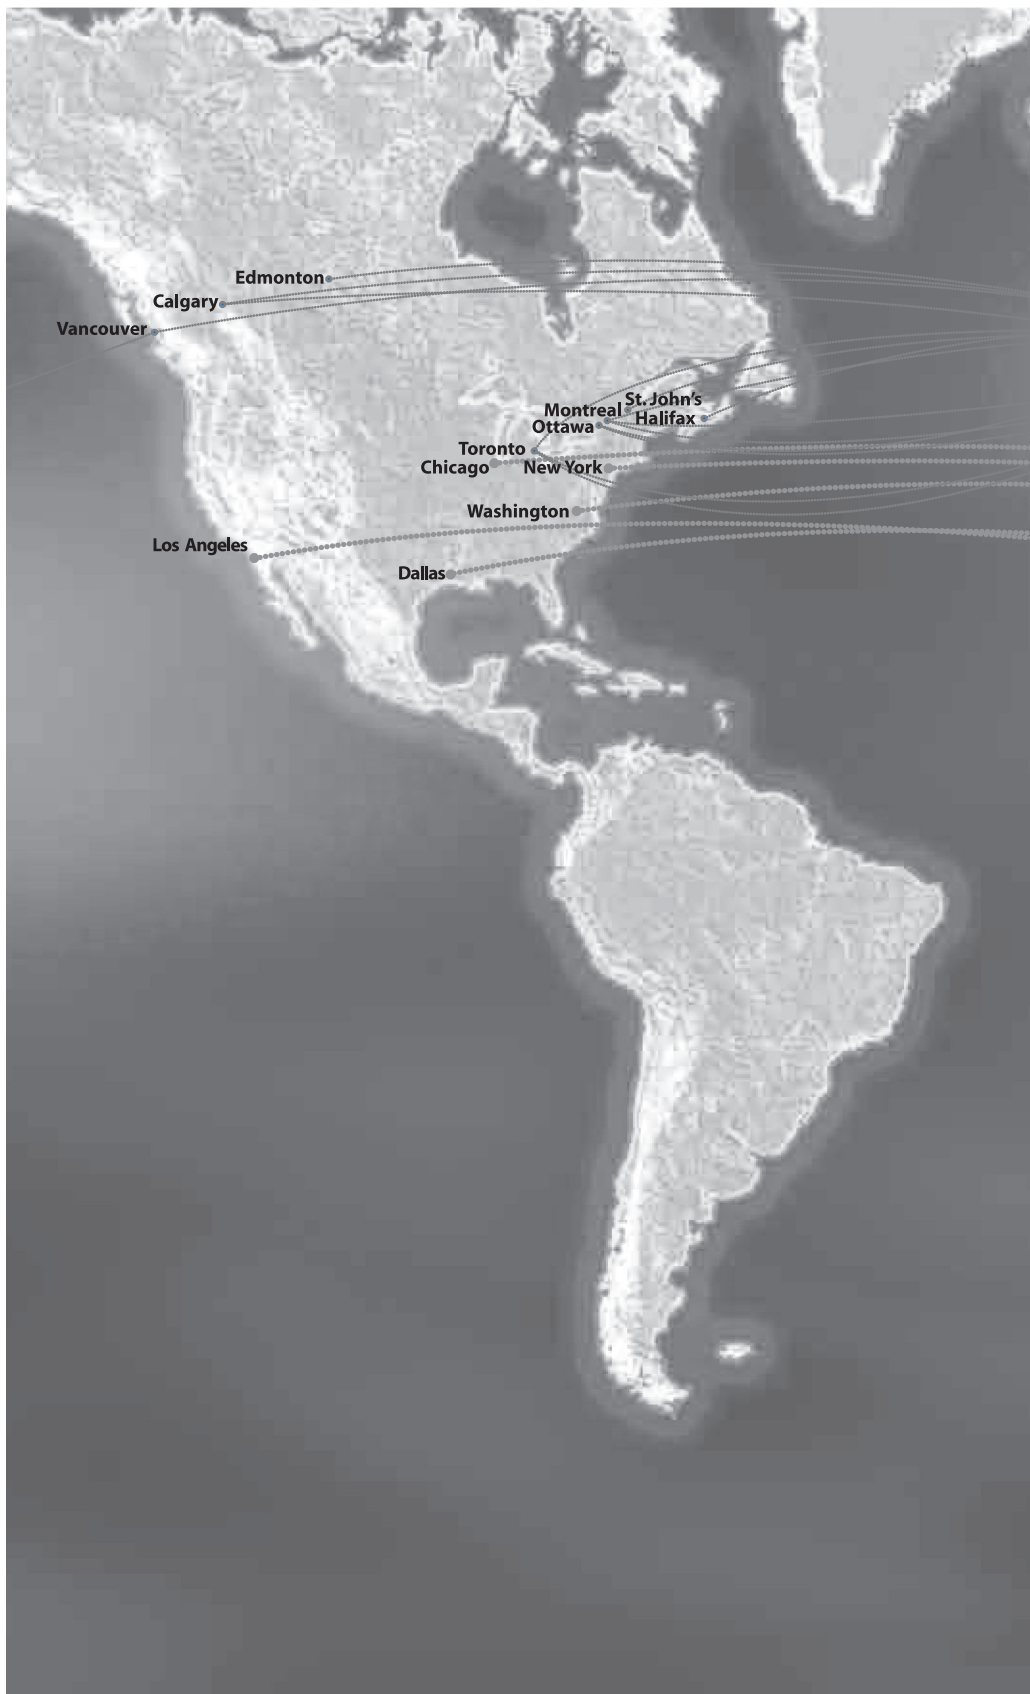 Edmonton
Calgary
Vancouver
St. John's
Montreal
Halifax
Ottawa
Toronto
Chicago
New York
Washington
Los Angeles
Dallas